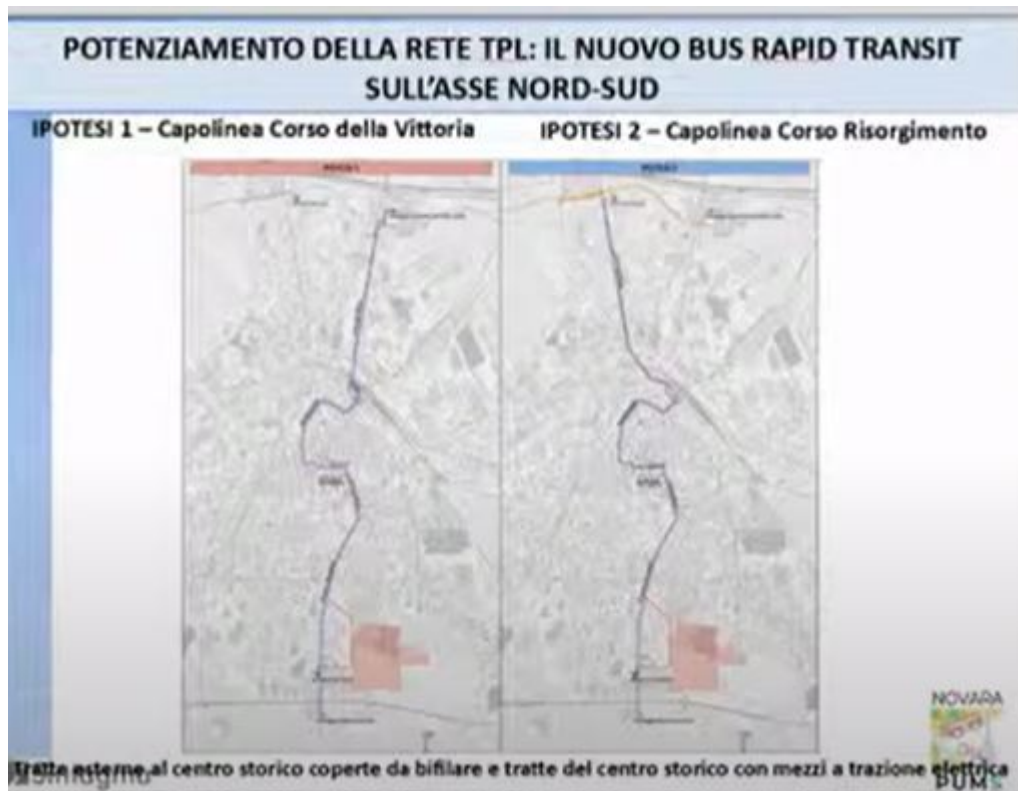 POTENZIAMENTO DELLA RETE TPL: IL NUOVO BUS RAPID TRANSIT
SULL'ASSE NORD-SUD
IPOTESI 1 – Capolinea Corso della Vittoria
IPOTESI 2 – Capolinea Corso Risorgimento
NOVARA
PUMS
Tratte esterne al centro storico coperte da bifilare e tratte del centro storico con mezzi a trazione elettrica